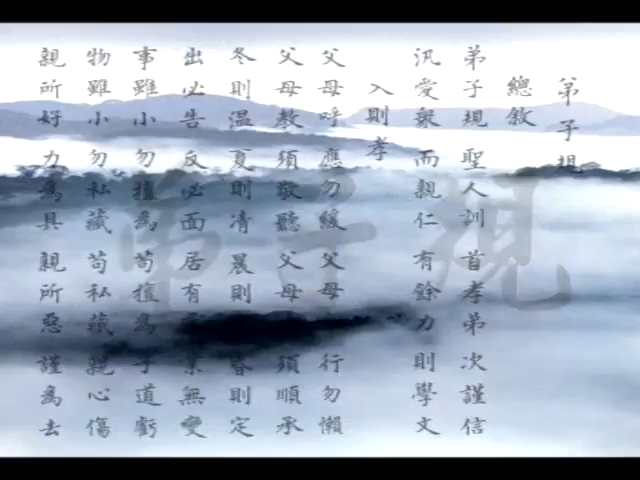 弟子規
總敘
弟子規 聖人訓 首孝弟 次謹信
汎愛眾 而親仁 有餘力 則學文
入則孝
父母呼 應勿緩 父母 行勿懶
父母教 須敬聽 父母 須順承
冬則溫 夏則凊 晨則 昏則定
出必告 反必面 居有 業無變
事雖小 勿擅為 苟擅為 子道虧
物雖小 勿私藏 苟私藏 親心傷
親所好 力為具 親所惡 謹為去
弟子規